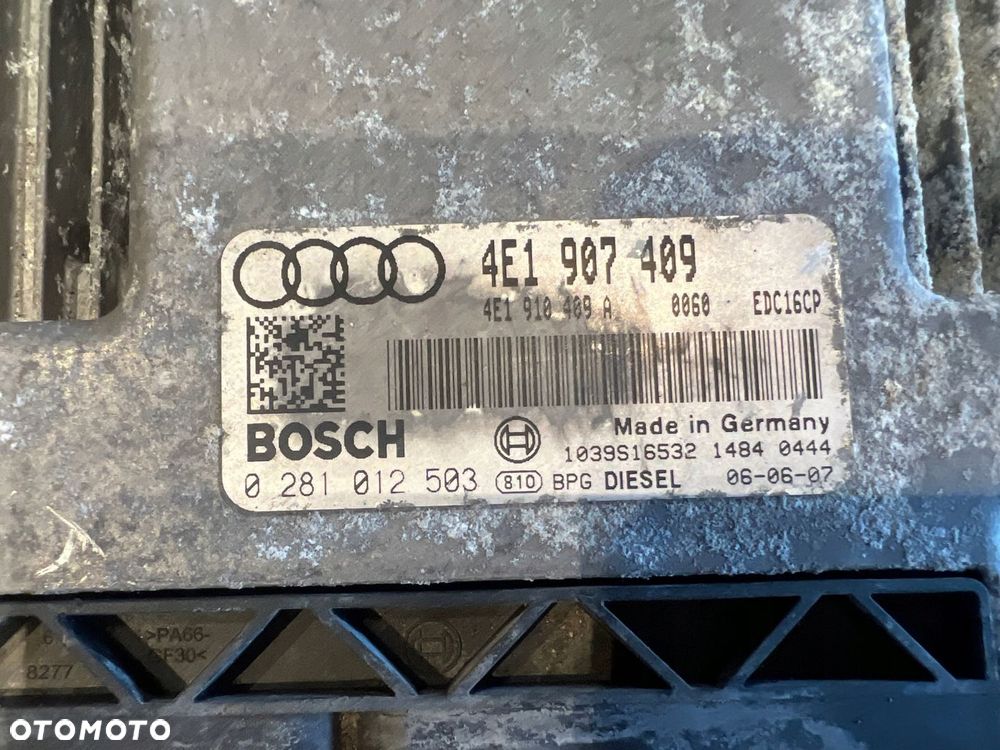 4E1 907 409
4E1 910 409 A 0060 EDC16CP
BOSCH
Made in Germany
1039S16532 1484 0444
0 281 012 503 810 BPG DIESEL 06-06-07
>PA66-
8277
OTOMOTO